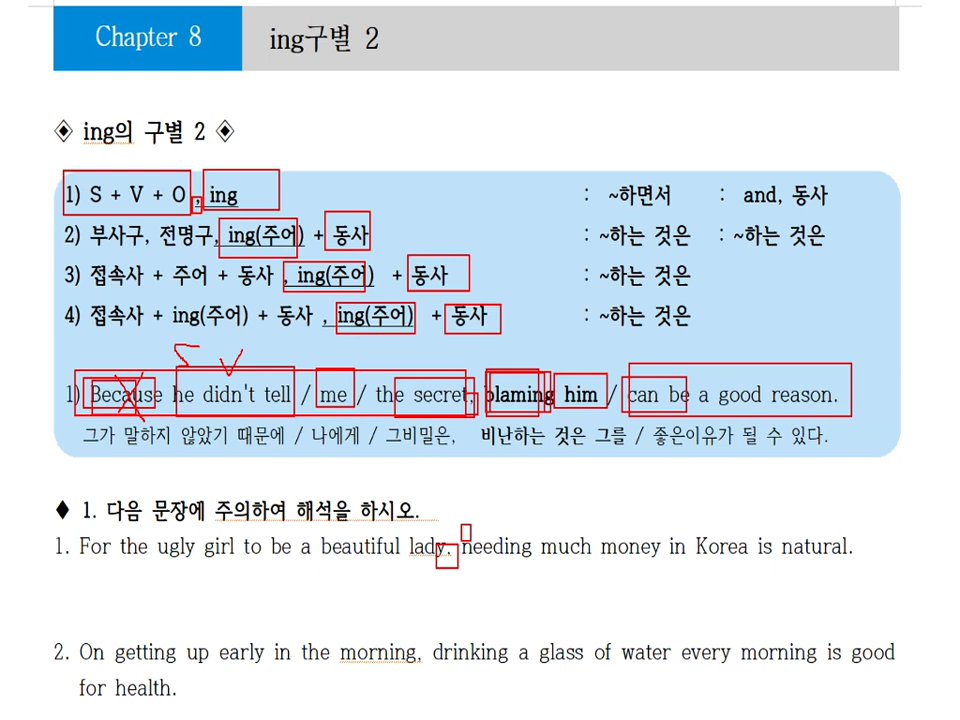 Chapter 8 ing구별 2
◈ ing의 구별 2 ◈
1) S + V + O , ing : ~하면서 : and, 동사
2) 부사구, 전명구, ing(주어) + 동사 : ~하는 것은 : ~하는 것은
3) 접속사 + 주어 + 동사 , ing(주어) + 동사 : ~하는 것은
4) 접속사 + ing(주어) + 동사 , ing(주어) + 동사 : ~하는 것은
S V
1) Because he didn't tell / me / the secret, blaming him / can be a good reason.
그가 말하지 않았기 때문에 / 나에게 / 그비밀은, 비난하는 것은 그를 / 좋은이유가 될 수 있다.
◆ 1. 다음 문장에 주의하여 해석을 하시오.
1. For the ugly girl to be a beautiful lady, needing much money in Korea is natural.
2. On getting up early in the morning, drinking a glass of water every morning is good
for health.